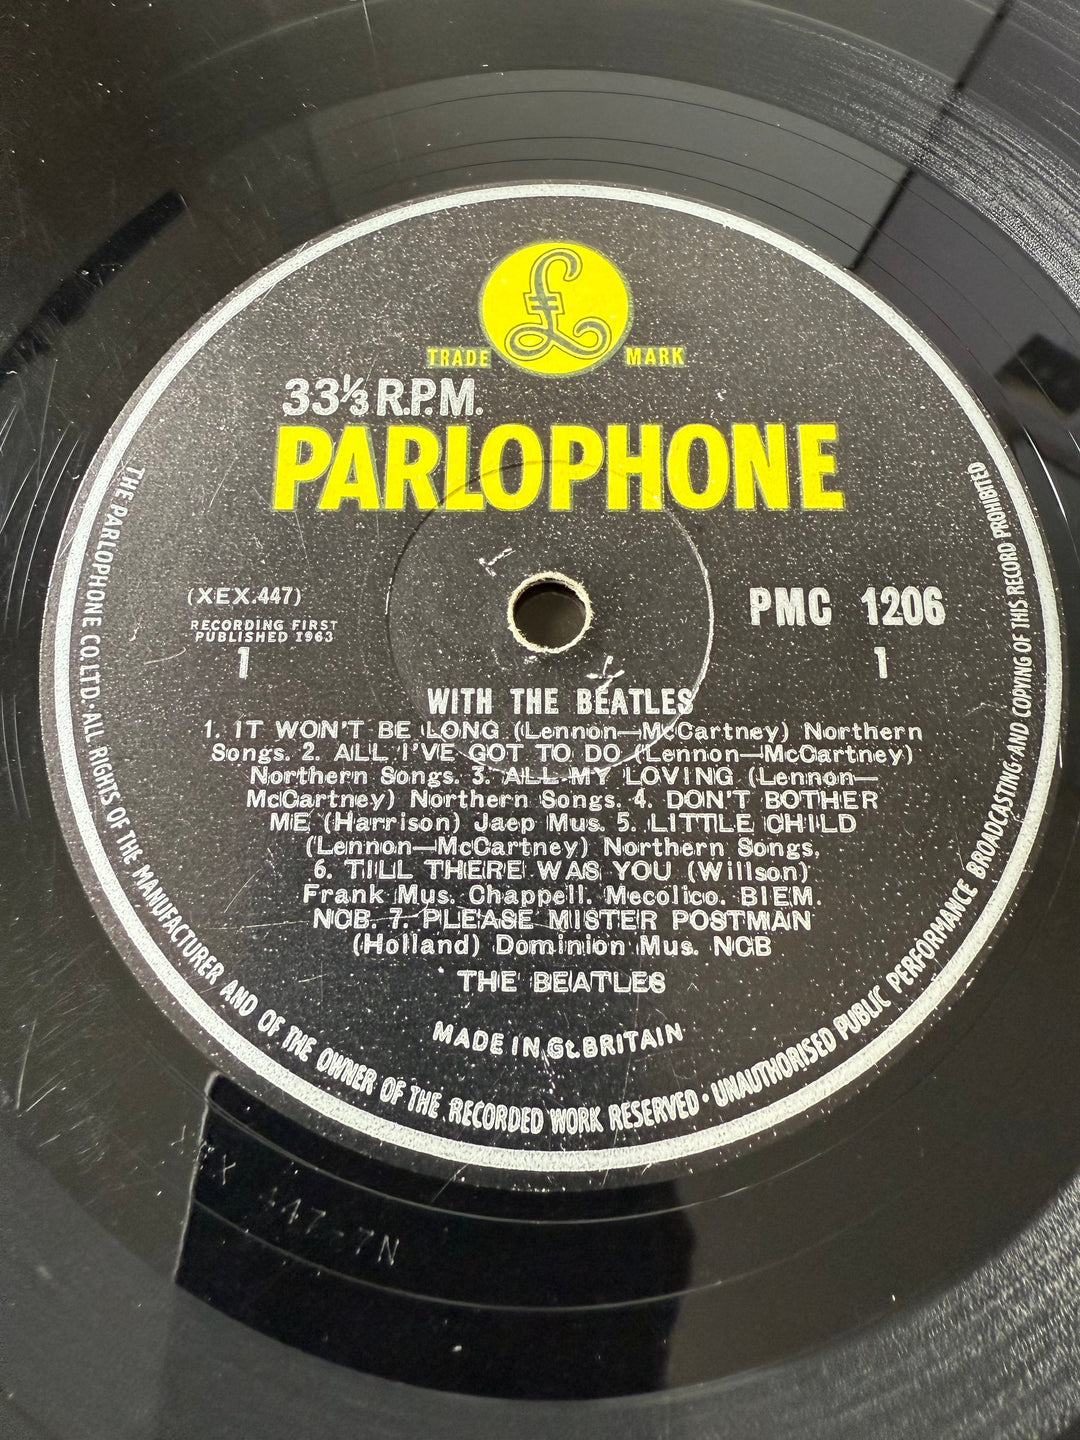 £
TRADE MARK
33⅓ R.P.M.
PARLOPHONE
(XEX.447)
PMC 1206
RECORDING FIRST
PUBLISHED 1963
1
1
WITH THE BEATLES
1. IT WON'T BE LONG (Lennon—McCartney) Northern
Songs. 2. ALL I'VE GOT TO DO (Lennon—McCartney)
Northern Songs. 3. ALL MY LOVING (Lennon—
McCartney) Northern Songs. 4. DON'T BOTHER
ME (Harrison) Jaep Mus. 5. LITTLE CHILD
(Lennon—McCartney) Northern Songs,
6. TILL THERE WAS YOU (Willson)
Frank Mus. Chappell. Mecolico. BIEM.
NCB. 7. PLEASE MISTER POSTMAN
(Holland) Dominion Mus. NCB
THE BEATLES
MADE IN Gt. BRITAIN
THE PARLOPHONE CO. LTD · ALL RIGHTS OF THE MANUFACTURER AND OF THE OWNER OF THE RECORDED WORK RESERVED · UNAUTHORISED PUBLIC PERFORMANCE BROADCASTING AND COPYING OF THIS RECORD PROHIBITED
X 447-7N